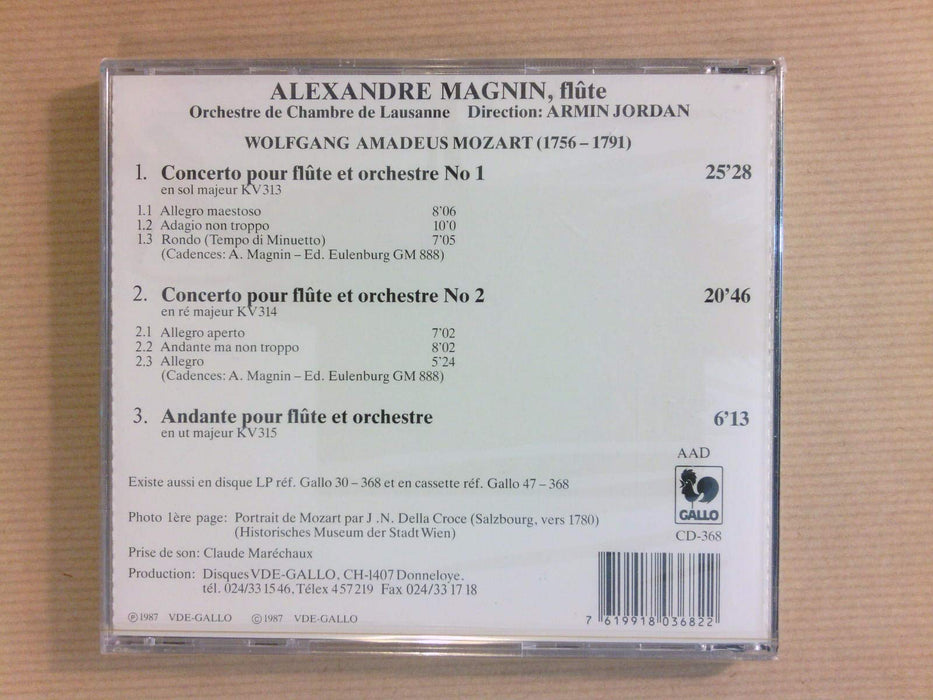 ALEXANDRE MAGNIN, flûte
Orchestre de Chambre de Lausanne Direction: ARMIN JORDAN
WOLFGANG AMADEUS MOZART (1756 – 1791)
1. Concerto pour flûte et orchestre No 1 25'28
en sol majeur KV313
1.1 Allegro maestoso 8'06
1.2 Adagio non troppo 10'0
1.3 Rondo (Tempo di Minuetto) 7'05
(Cadences: A. Magnin – Ed. Eulenburg GM 888)
2. Concerto pour flûte et orchestre No 2 20'46
en ré majeur KV314
2.1 Allegro aperto 7'02
2.2 Andante ma non troppo 8'02
2.3 Allegro 5'24
(Cadences: A. Magnin – Ed. Eulenburg GM 888)
3. Andante pour flûte et orchestre 6'13
en ut majeur KV315
AAD
Existe aussi en disque LP réf. Gallo 30 – 368 et en cassette réf. Gallo 47 – 368
GALLO
CD-368
Photo 1ère page: Portrait de Mozart par J .N. Della Croce (Salzbourg, vers 1780)
(Historisches Museum der Stadt Wien)
Prise de son: Claude Maréchaux
Production: Disques VDE-GALLO, CH-1407 Donneloye,
tél. 024/33 15 46, Télex 4 57 219 Fax 024/33 17 18
℗ 1987 VDE-GALLO © 1987 VDE-GALLO
7 619918 036822